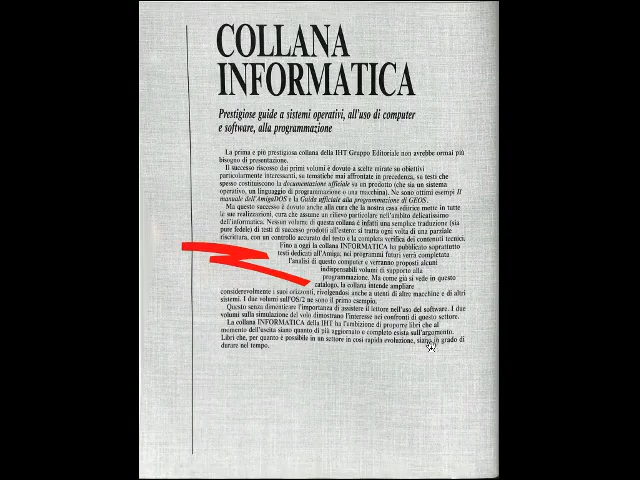 COLLANA
INFORMATICA
Prestigiose guide a sistemi operativi, all'uso di computer
e software, alla programmazione
La prima e più prestigiosa collana della IHT Gruppo Editoriale non avrebbe ormai più
bisogno di presentazione.
Il successo riscosso dai primi volumi è dovuto a scelte mirate su obiettivi
particolarmente interessanti, su tematiche mai affrontate in precedenza, su testi che
spesso costituiscono la documentazione ufficiale su un prodotto (che sia un sistema
operativo, un linguaggio di programmazione o una macchina). Ne sono ottimi esempi Il
manuale dell'AmigaDOS e la Guida ufficiale alla programmazione di GEOS.
Ma questo successo è dovuto anche alla cura che la nostra casa editrice mette in tutte
le sue realizzazioni, cura che assume un rilievo particolare nell'ambito delicatissimo
dell'informatica. Nessun volume di questa collana è infatti una semplice traduzione (sia
pure fedele) di testi di successo prodotti all'estero: si tratta ogni volta di una parziale
riscrittura, con un controllo accurato del testo e la completa verifica dei contenuti tecnici.
Fino a oggi la collana INFORMATICA ha pubblicato soprattutto
testi dedicati all'Amiga; nei programmi futuri verrà completata
l'analisi di questo computer e verranno proposti alcuni
indispensabili volumi di supporto alla
programmazione. Ma come già si vede in questo
catalogo, la collana intende ampliare
considerevolmente i suoi orizzonti, rivolgendosi anche a utenti di altre macchine e di altri
sistemi. I due volumi sull'OS/2 ne sono il primo esempio.
Questo senza dimenticare l'importanza di assistere il lettore nell'uso del software. I due
volumi sulla simulazione del volo dimostrano l'interesse nei confronti di questo settore.
La collana INFORMATICA della IHT ha l'ambizione di proporre libri che al
momento dell'uscita siano quanto di più aggiornato e completo esista sull'argomento.
Libri che, per quanto è possibile in un settore in così rapida evoluzione, siano in grado di
durare nel tempo.